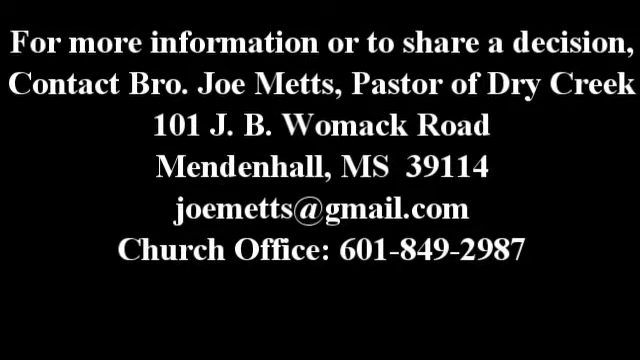 For more information or to share a decision,
Contact Bro. Joe Metts, Pastor of Dry Creek
101 J. B. Womack Road
Mendenhall, MS  39114
joemetts@gmail.com
Church Office: 601-849-2987